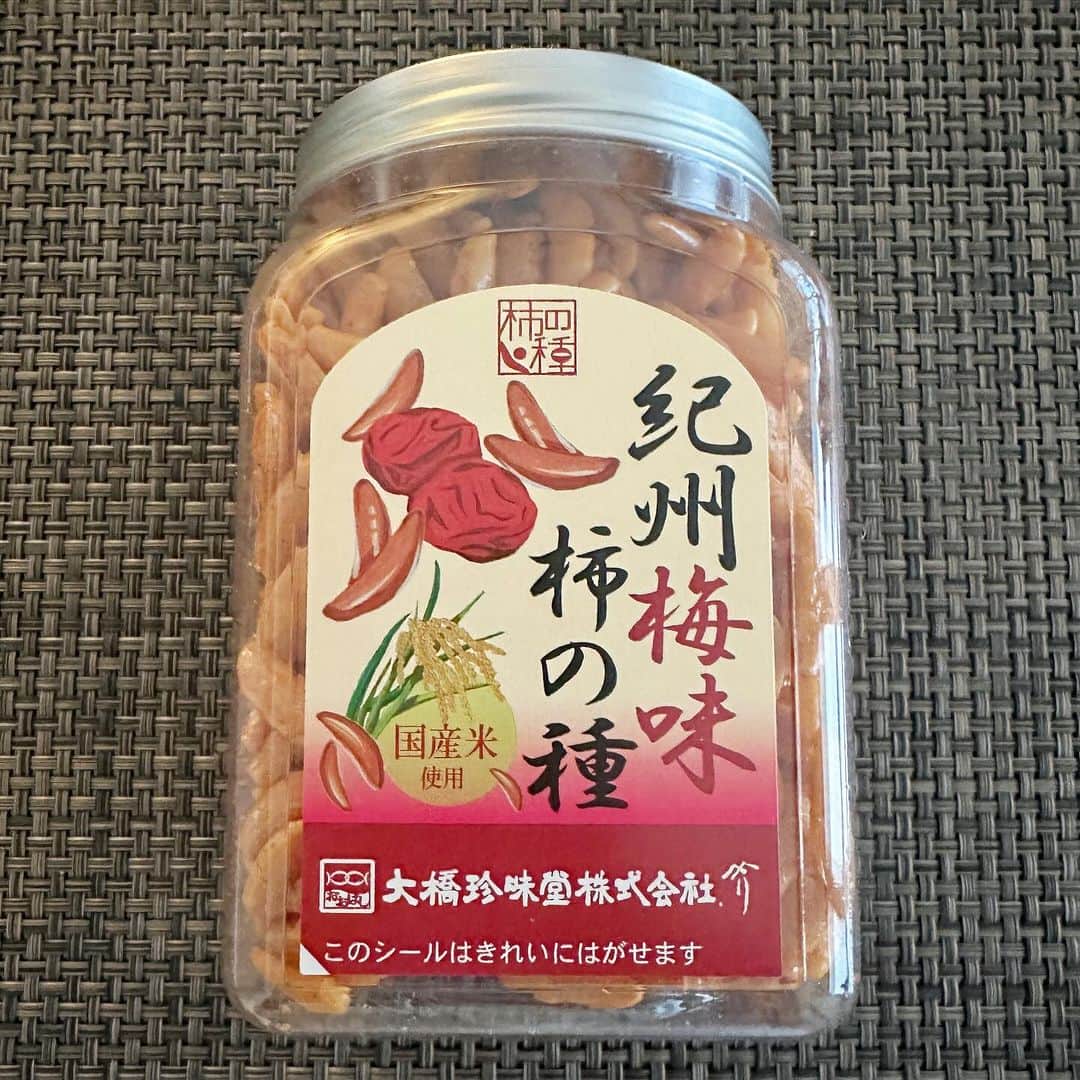 柿の種
紀州梅味
柿の種
国産米
使用
大橋珍味堂株式会社
このシールはきれいにはがせます